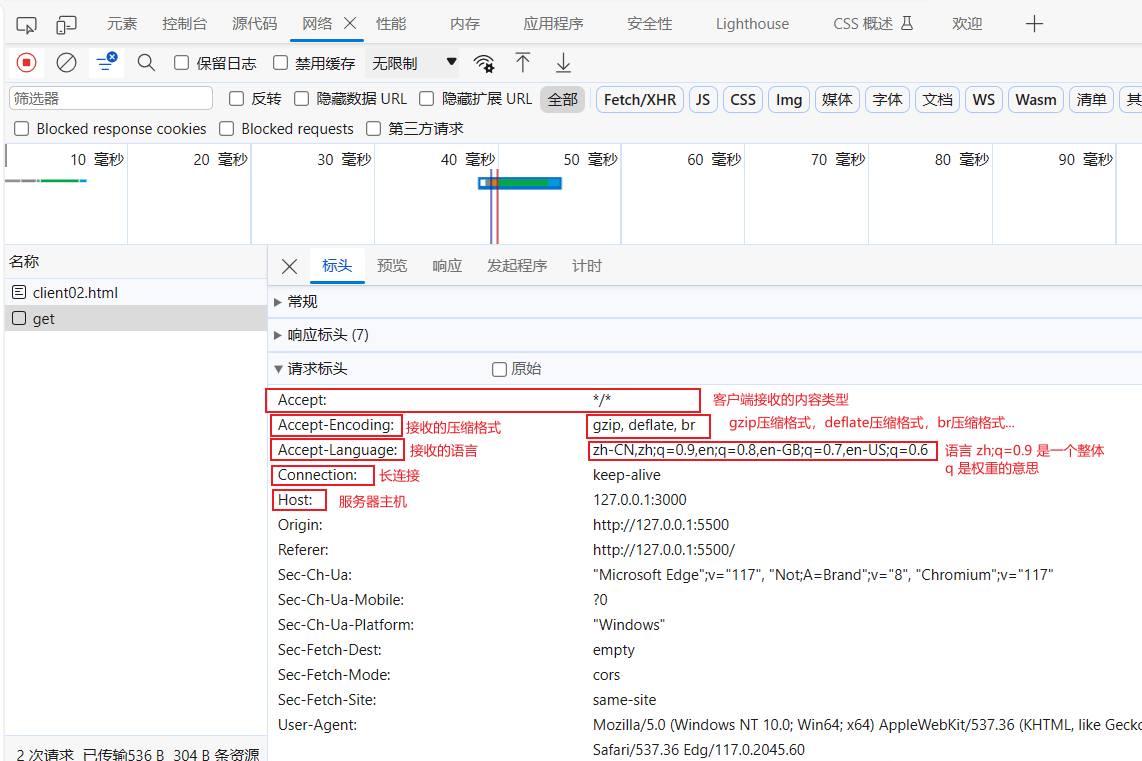 元素 控制台 源代码 网络 性能 内存 应用程序 安全性 Lighthouse CSS 概述 欢迎
保留日志 禁用缓存 无限制
筛选器 反转 隐藏数据 URL 隐藏扩展 URL 全部 Fetch/XHR JS CSS Img 媒体 字体 文档 WS Wasm 清单 其
Blocked response cookies Blocked requests 第三方请求
10 毫秒 20 毫秒 30 毫秒 40 毫秒 50 毫秒 60 毫秒 70 毫秒 80 毫秒 90 毫秒
名称
client02.html
get
标头 预览 响应 发起程序 计时
常规
响应标头 (7)
请求标头 原始
Accept: */* 客户端接收的内容类型
Accept-Encoding: 接收的压缩格式 gzip, deflate, br gzip压缩格式，deflate压缩格式，br压缩格式...
Accept-Language: 接收的语言 zh-CN,zh;q=0.9,en;q=0.8,en-GB;q=0.7,en-US;q=0.6 语言 zh;q=0.9 是一个整体
q 是权重的意思
Connection: 长连接 keep-alive
Host: 服务器主机 127.0.0.1:3000
Origin: http://127.0.0.1:5500
Referer: http://127.0.0.1:5500/
Sec-Ch-Ua: "Microsoft Edge";v="117", "Not;A=Brand";v="8", "Chromium";v="117"
Sec-Ch-Ua-Mobile: ?0
Sec-Ch-Ua-Platform: "Windows"
Sec-Fetch-Dest: empty
Sec-Fetch-Mode: cors
Sec-Fetch-Site: same-site
User-Agent: Mozilla/5.0 (Windows NT 10.0; Win64; x64) AppleWebKit/537.36 (KHTML, like Gecko
Safari/537.36 Edg/117.0.2045.60
2 次请求 已传输536 B 304 B 条资源